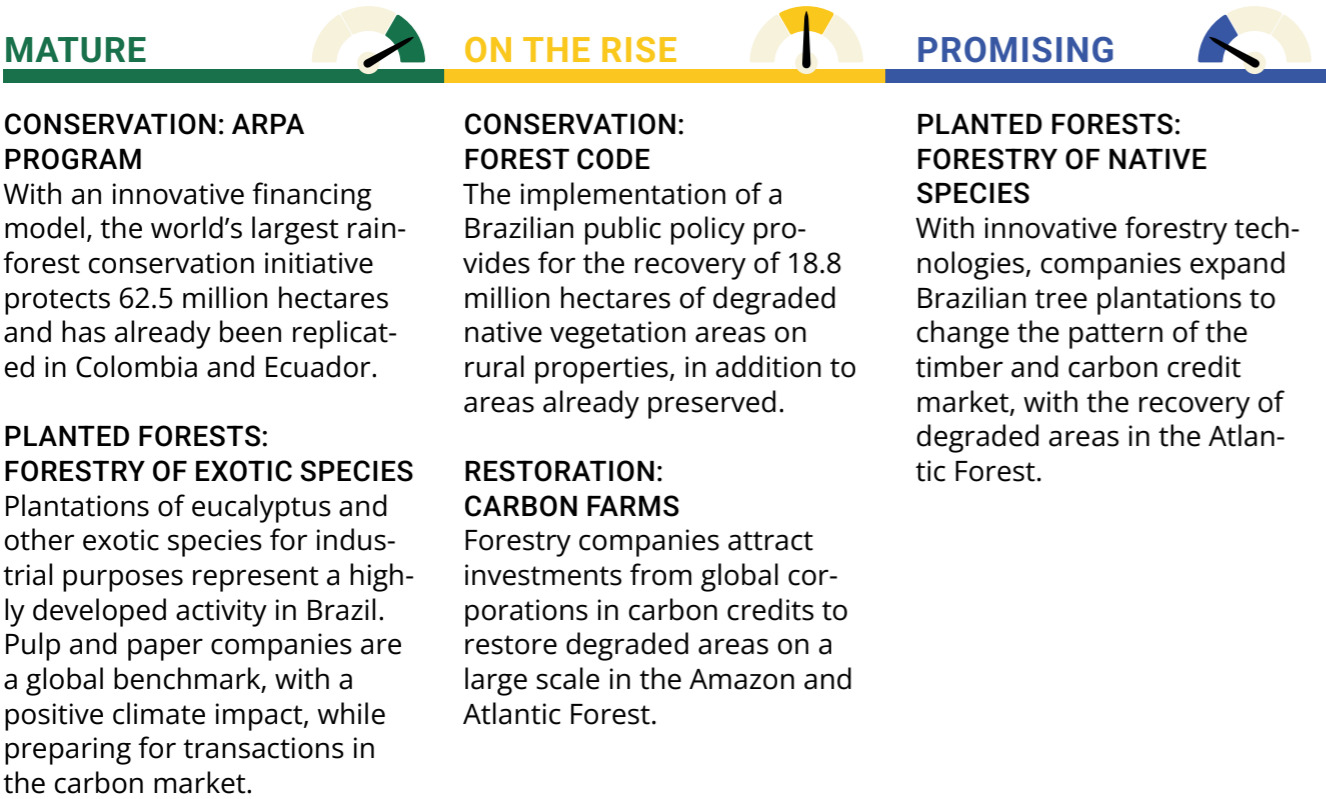 MATURE
CONSERVATION: ARPA
PROGRAM
With an innovative financing
model, the world’s largest rain-
forest conservation initiative
protects 62.5 million hectares
and has already been replicat-
ed in Colombia and Ecuador.
PLANTED FORESTS:
FORESTRY OF EXOTIC SPECIES
Plantations of eucalyptus and
other exotic species for indus-
trial purposes represent a high-
ly developed activity in Brazil.
Pulp and paper companies are
a global benchmark, with a
positive climate impact, while
preparing for transactions in
the carbon market.
ON THE RISE
CONSERVATION:
FOREST CODE
The implementation of a
Brazilian public policy pro-
vides for the recovery of 18.8
million hectares of degraded
native vegetation areas on
rural properties, in addition to
areas already preserved.
RESTORATION:
CARBON FARMS
Forestry companies attract
investments from global cor-
porations in carbon credits to
restore degraded areas on a
large scale in the Amazon and
Atlantic Forest.
PROMISING
PLANTED FORESTS:
FORESTRY OF NATIVE
SPECIES
With innovative forestry tech-
nologies, companies expand
Brazilian tree plantations to
change the pattern of the
timber and carbon credit
market, with the recovery of
degraded areas in the Atlan-
tic Forest.